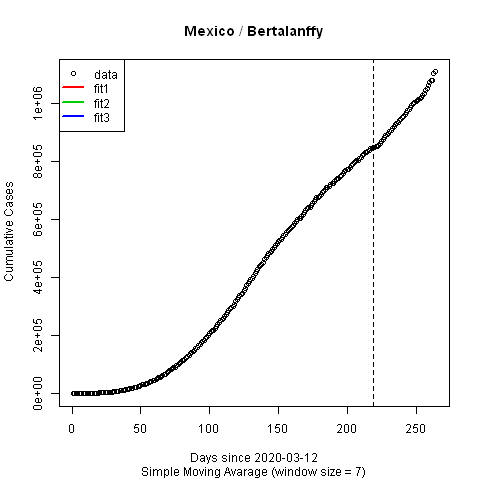 Mexico / Bertalanffy
data
fit1
fit2
fit3
Cumulative Cases
0e+00
2e+05
4e+05
6e+05
8e+05
1e+06
0 50 100 150 200 250
Days since 2020-03-12
Simple Moving Avarage (window size = 7)